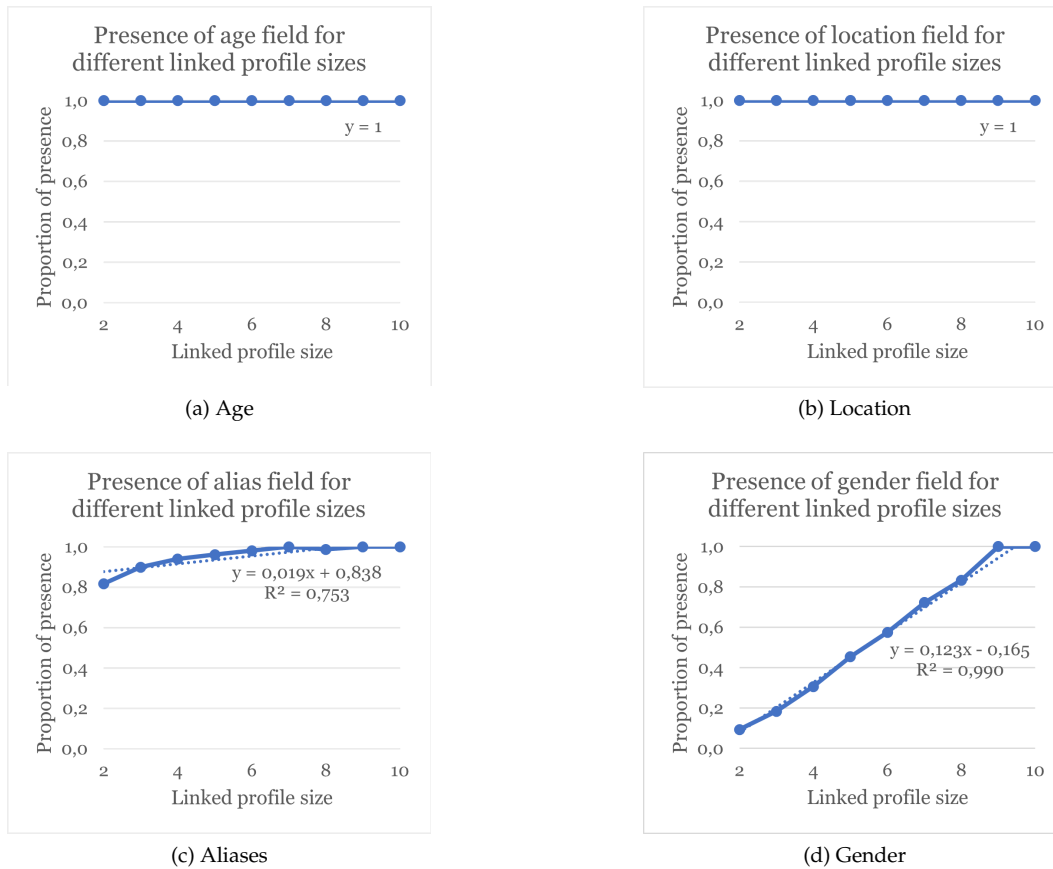 Presence of age field for
different linked profile sizes
1,0
0,8
0,6
0,4
0,2
0,0
Proportion of presence
y = 1
2 4 6 8 10
Linked profile size
(a) Age
Presence of location field for
different linked profile sizes
1,0
0,8
0,6
0,4
0,2
0,0
Proportion of presence
y = 1
2 4 6 8 10
Linked profile size
(b) Location
Presence of alias field for
different linked profile sizes
1,0
0,8
0,6
0,4
0,2
0,0
Proportion of presence
y = 0,019x + 0,838
R² = 0,753
2 4 6 8 10
Linked profile size
(c) Aliases
Presence of gender field for
different linked profile sizes
1,0
0,8
0,6
0,4
0,2
0,0
Proportion of presence
y = 0,123x - 0,165
R² = 0,990
2 4 6 8 10
Linked profile size
(d) Gender